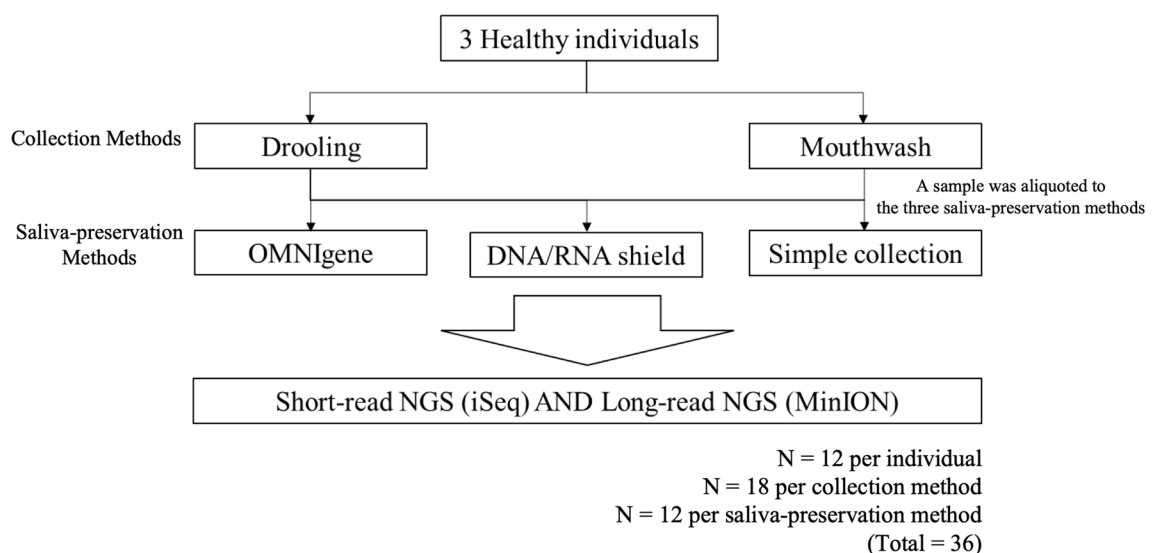 3 Healthy individuals
Collection Methods
Drooling
Mouthwash
A sample was aliquoted to
the three saliva-preservation methods
Saliva-preservation
Methods
OMNIgene
DNA/RNA shield
Simple collection
Short-read NGS (iSeq) AND Long-read NGS (MinION)
N = 12 per individual
N = 18 per collection method
N = 12 per saliva-preservation method
(Total = 36)